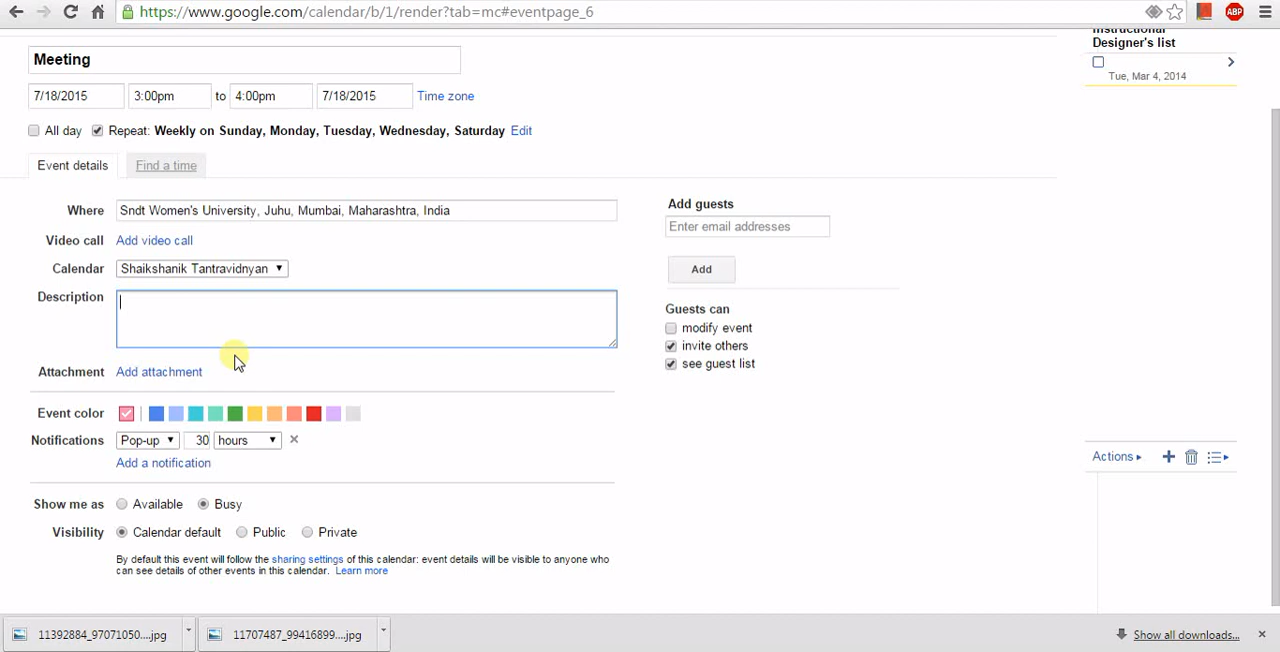 https://www.google.com/calendar/b/1/render?tab=mc#eventpage_6
ABP
Meeting
7/18/2015 3:00pm to 4:00pm 7/18/2015 Time zone
All day Repeat: Weekly on Sunday, Monday, Tuesday, Wednesday, Saturday Edit
Event details Find a time
Where Sndt Women's University, Juhu, Mumbai, Maharashtra, India
Video call Add video call
Calendar Shaikshanik Tantravidnyan
Description
Attachment Add attachment
Event color
Notifications Pop-up 30 hours
Add a notification
Show me as Available Busy
Visibility Calendar default Public Private
By default this event will follow the sharing settings of this calendar: event details will be visible to anyone who
can see details of other events in this calendar. Learn more
Add guests
Enter email addresses
Add
Guests can
modify event
invite others
see guest list
Instructional
Designer's list
Tue, Mar 4, 2014
Actions
11392884_97071050....jpg 11707487_99416899....jpg Show all downloads...